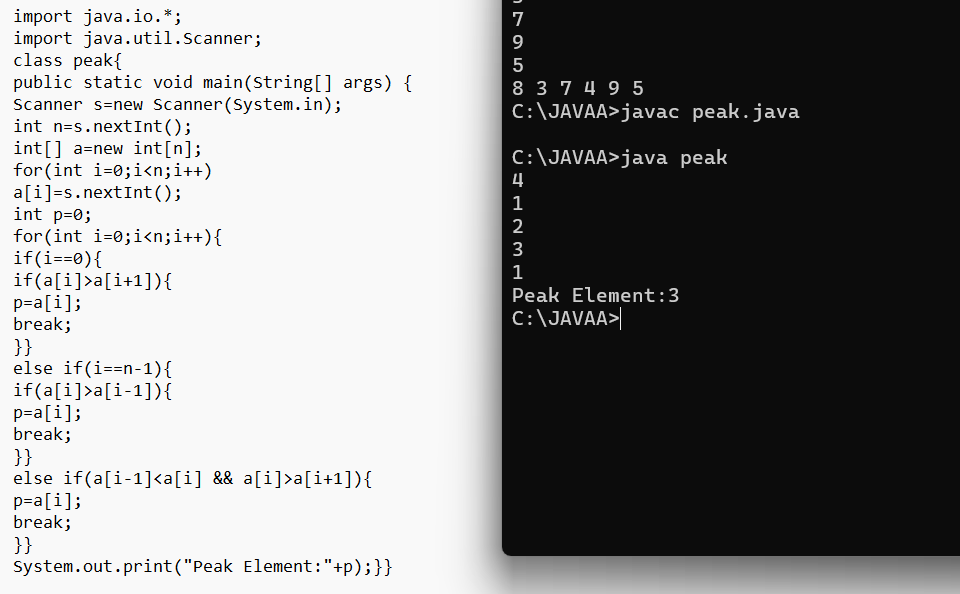 import java.io.*;
import java.util.Scanner;
class peak{
public static void main(String[] args) {
Scanner s=new Scanner(System.in);
int n=s.nextInt();
int[] a=new int[n];
for(int i=0;i<n;i++)
a[i]=s.nextInt();
int p=0;
for(int i=0;i<n;i++){
if(i==0){
if(a[i]>a[i+1]){
p=a[i];
break;
}}
else if(i==n-1){
if(a[i]>a[i-1]){
p=a[i];
break;
}}
else if(a[i-1]<a[i] && a[i]>a[i+1]){
p=a[i];
break;
}}
System.out.print("Peak Element:"+p);}}
7
9
5
8 3 7 4 9 5
C:\JAVAA>javac peak.java
C:\JAVAA>java peak
4
1
2
3
1
Peak Element:3
C:\JAVAA>